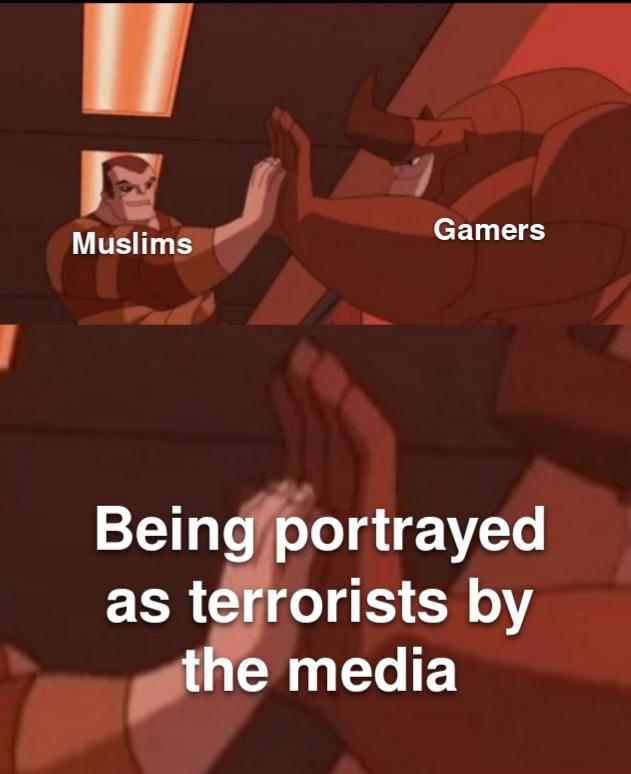 Muslims
Gamers
Being portrayed
as terrorists by
the media